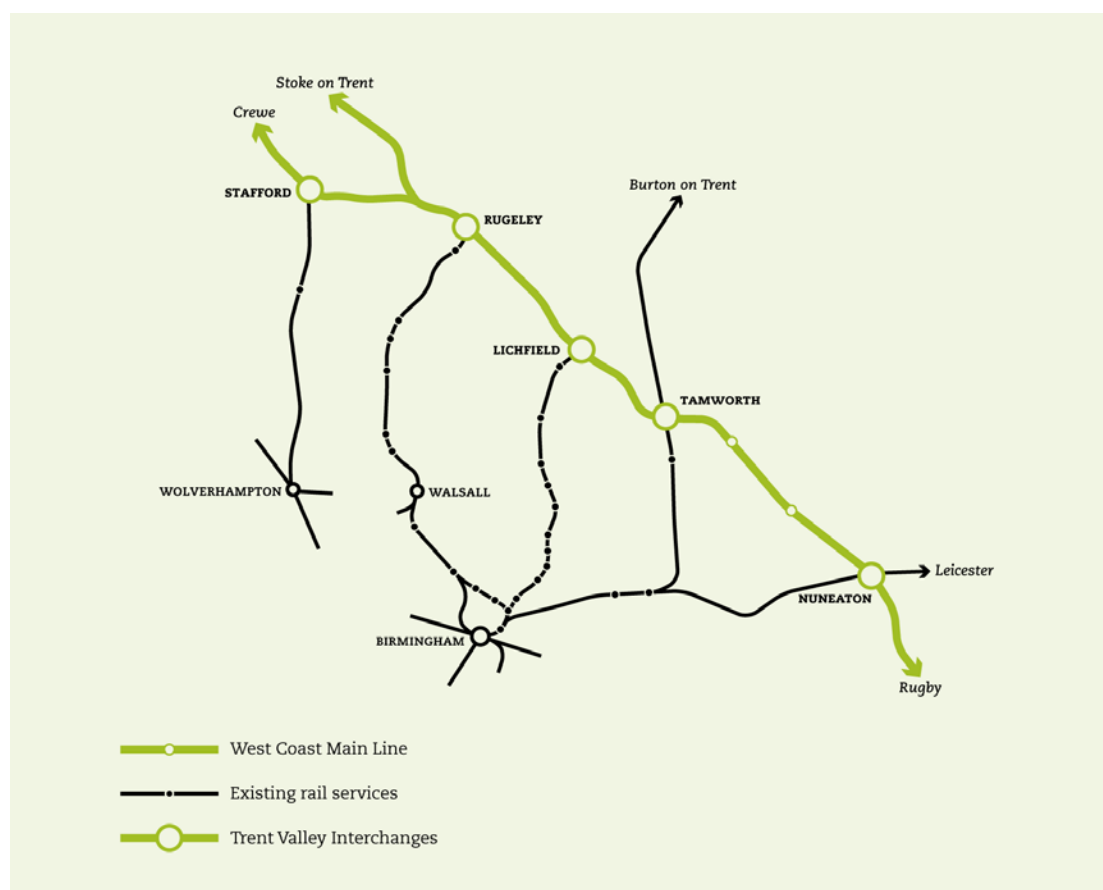 Stoke on Trent
Crewe
STAFFORD
RUGELEY
Burton on Trent
LICHFIELD
TAMWORTH
WOLVERHAMPTON
WALSALL
Leicester
NUNEATON
BIRMINGHAM
Rugby
West Coast Main Line
Existing rail services
Trent Valley Interchanges